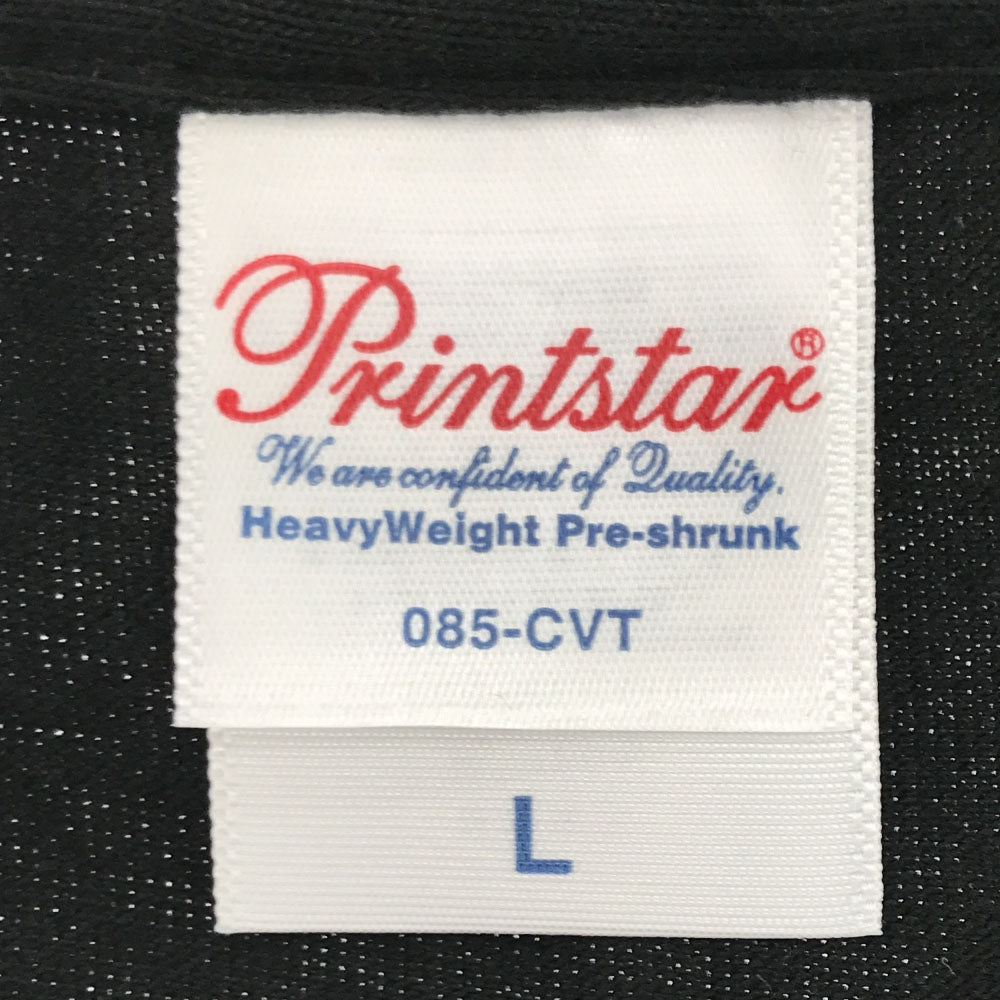 Printstar®
We are confident of Quality.
HeavyWeight Pre-shrunk
085-CVT
L